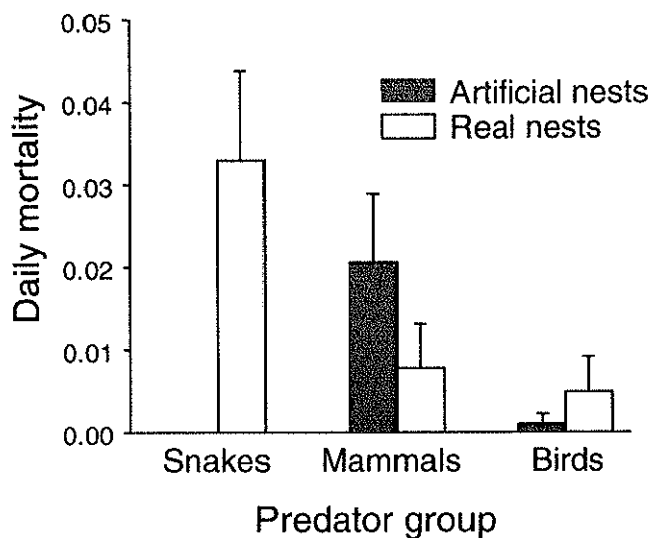 0.05
0.04
0.03
0.02
0.01
0.00
Daily mortality
Artificial nests
Real nests
Snakes Mammals Birds
Predator group